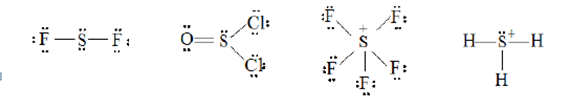 :F̈—S̈—F̈:
Ö=S̈ Cl: Cl:
:F̈ F̈: S+ :F̈ F̈: :F̈:
H—S̈+—H
H